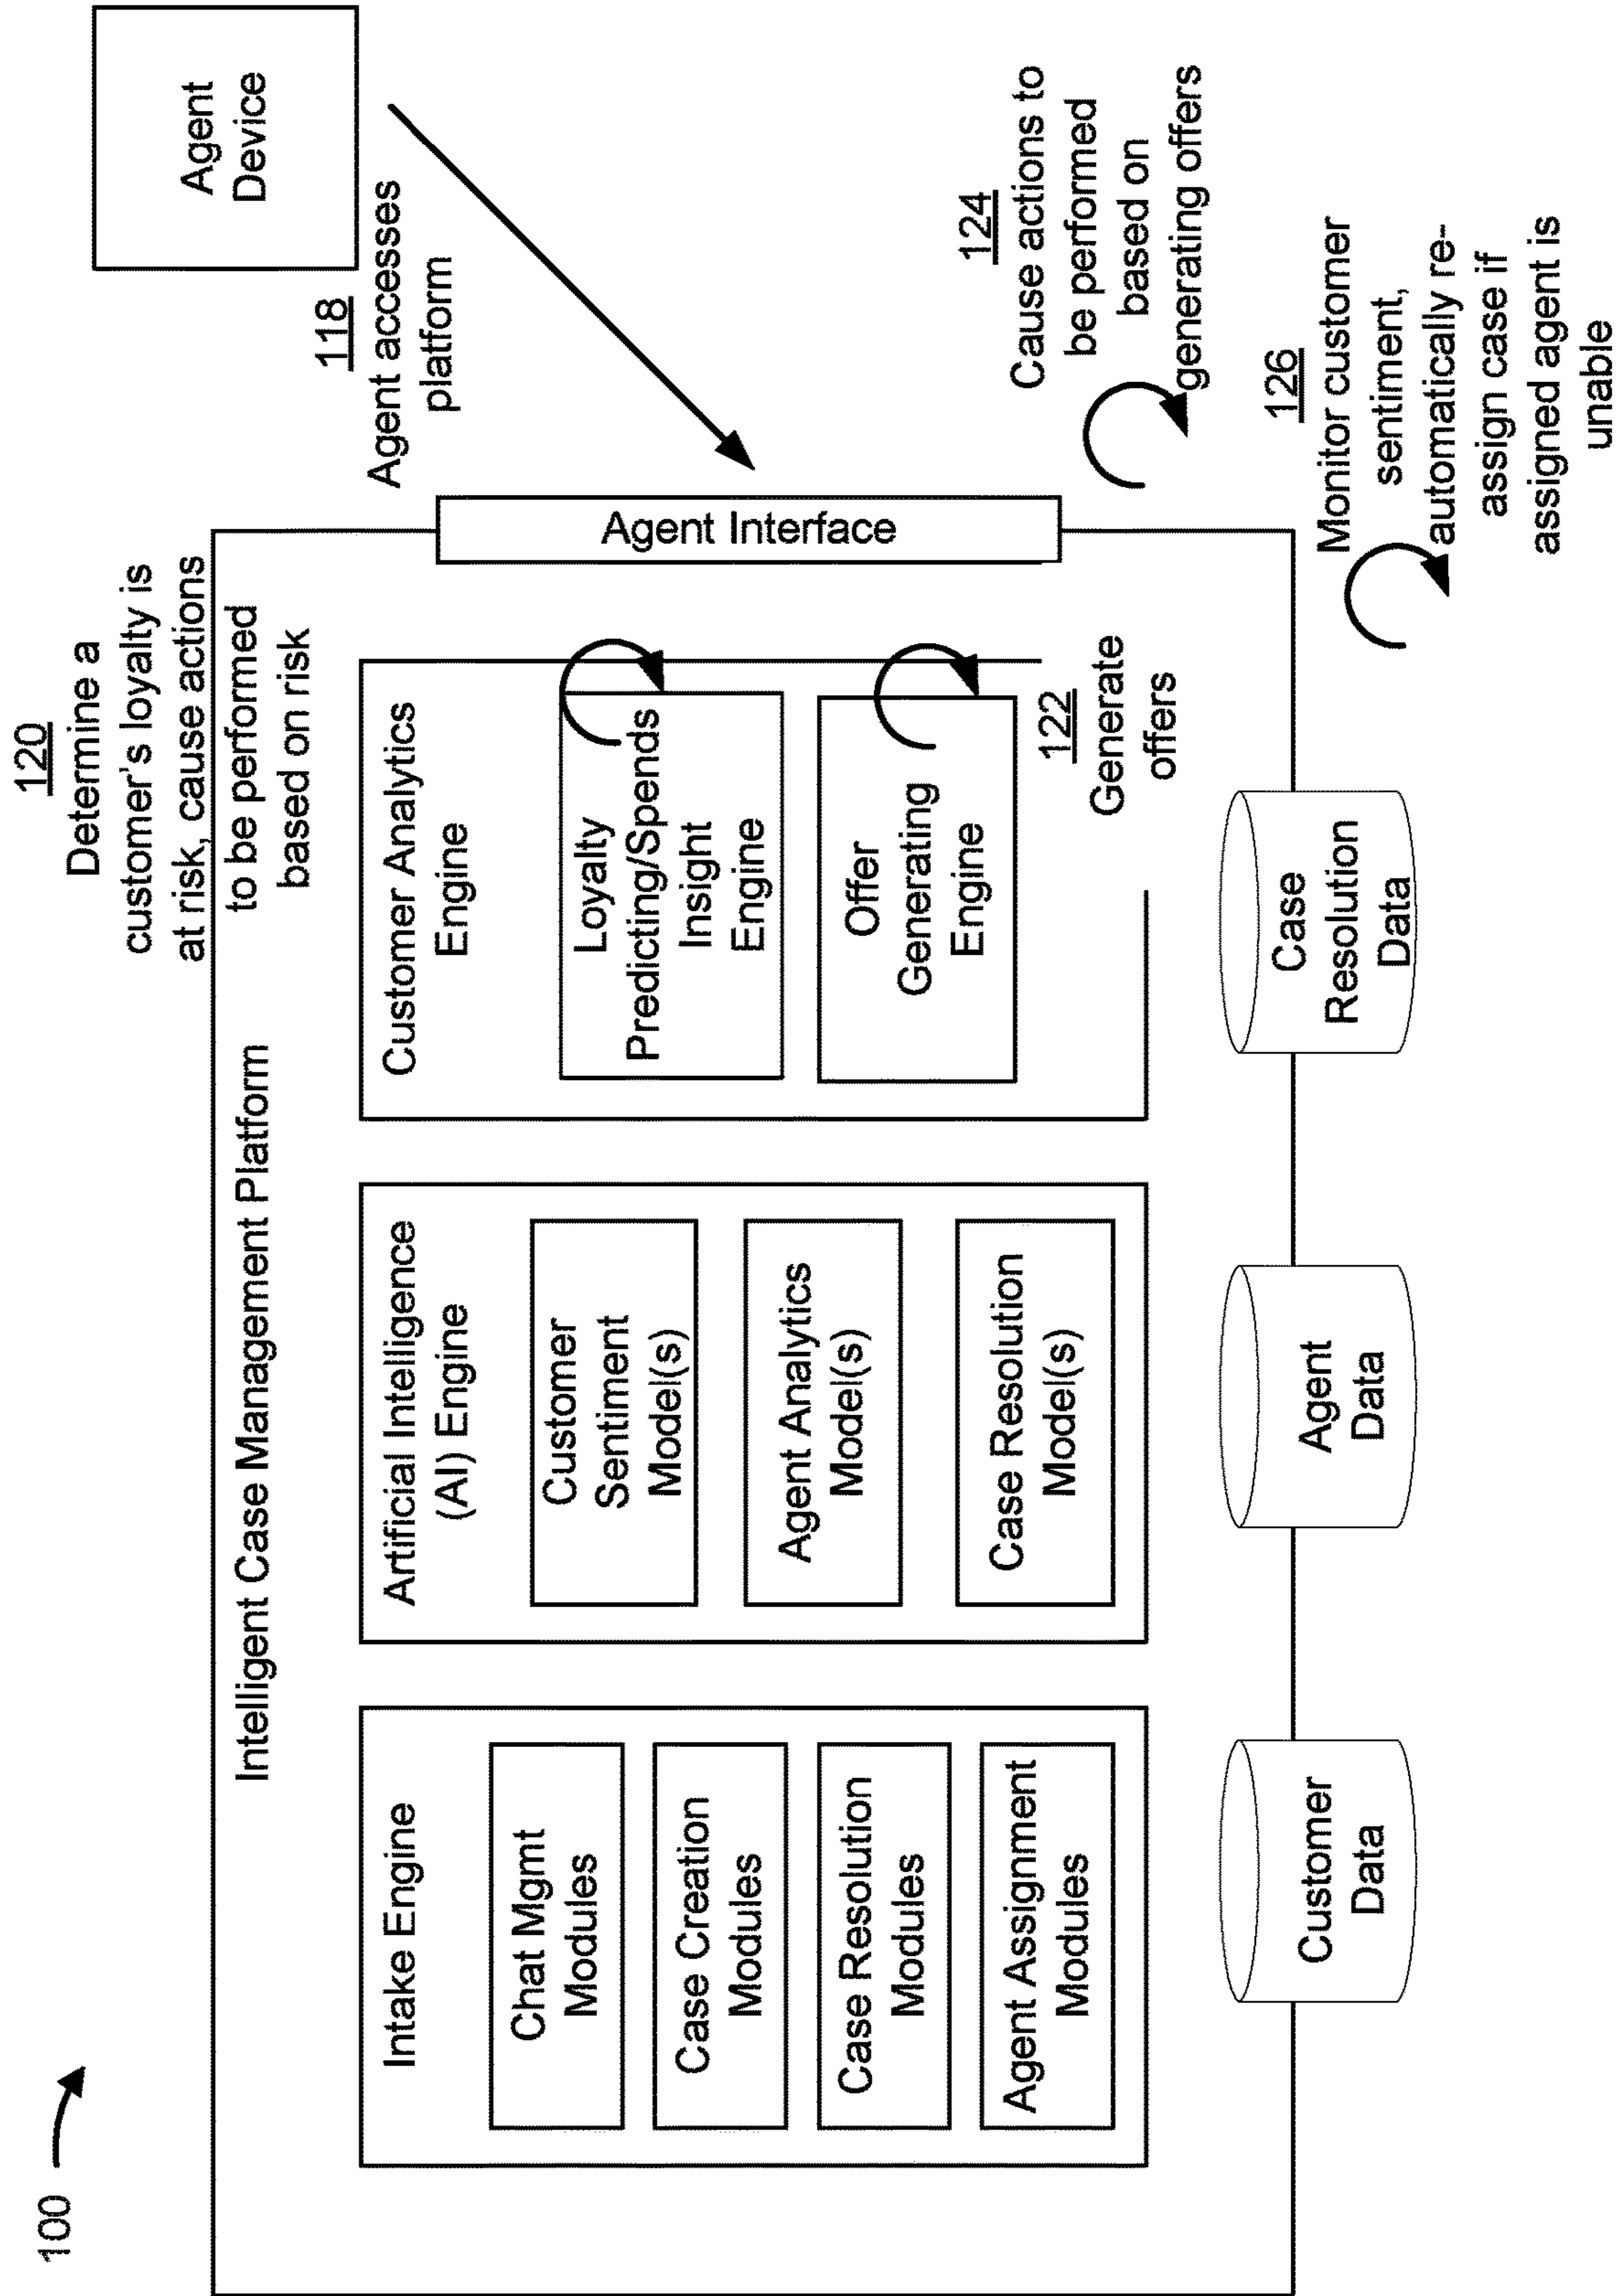 100
120
Determine a
customer's loyalty is
at risk, cause actions
to be performed
based on risk
Agent
Device
118
Agent accesses
platform
Intelligent Case Management Platform
Intake Engine
Chat Mgmt
Modules
Case Creation
Modules
Case Resolution
Modules
Agent Assignment
Modules
Artificial Intelligence
(AI) Engine
Customer
Sentiment
Model(s)
Agent Analytics
Model(s)
Case Resolution
Model(s)
Customer Analytics
Engine
Loyalty
Predicting/Spends
Insight
Engine
Offer
Generating
Engine
122
Generate
offers
Agent Interface
124
Cause actions to
be performed
based on
generating offers
126
Monitor customer
sentiment,
automatically re-
assign case if
assigned agent is
unable
Customer
Data
Agent
Data
Case
Resolution
Data